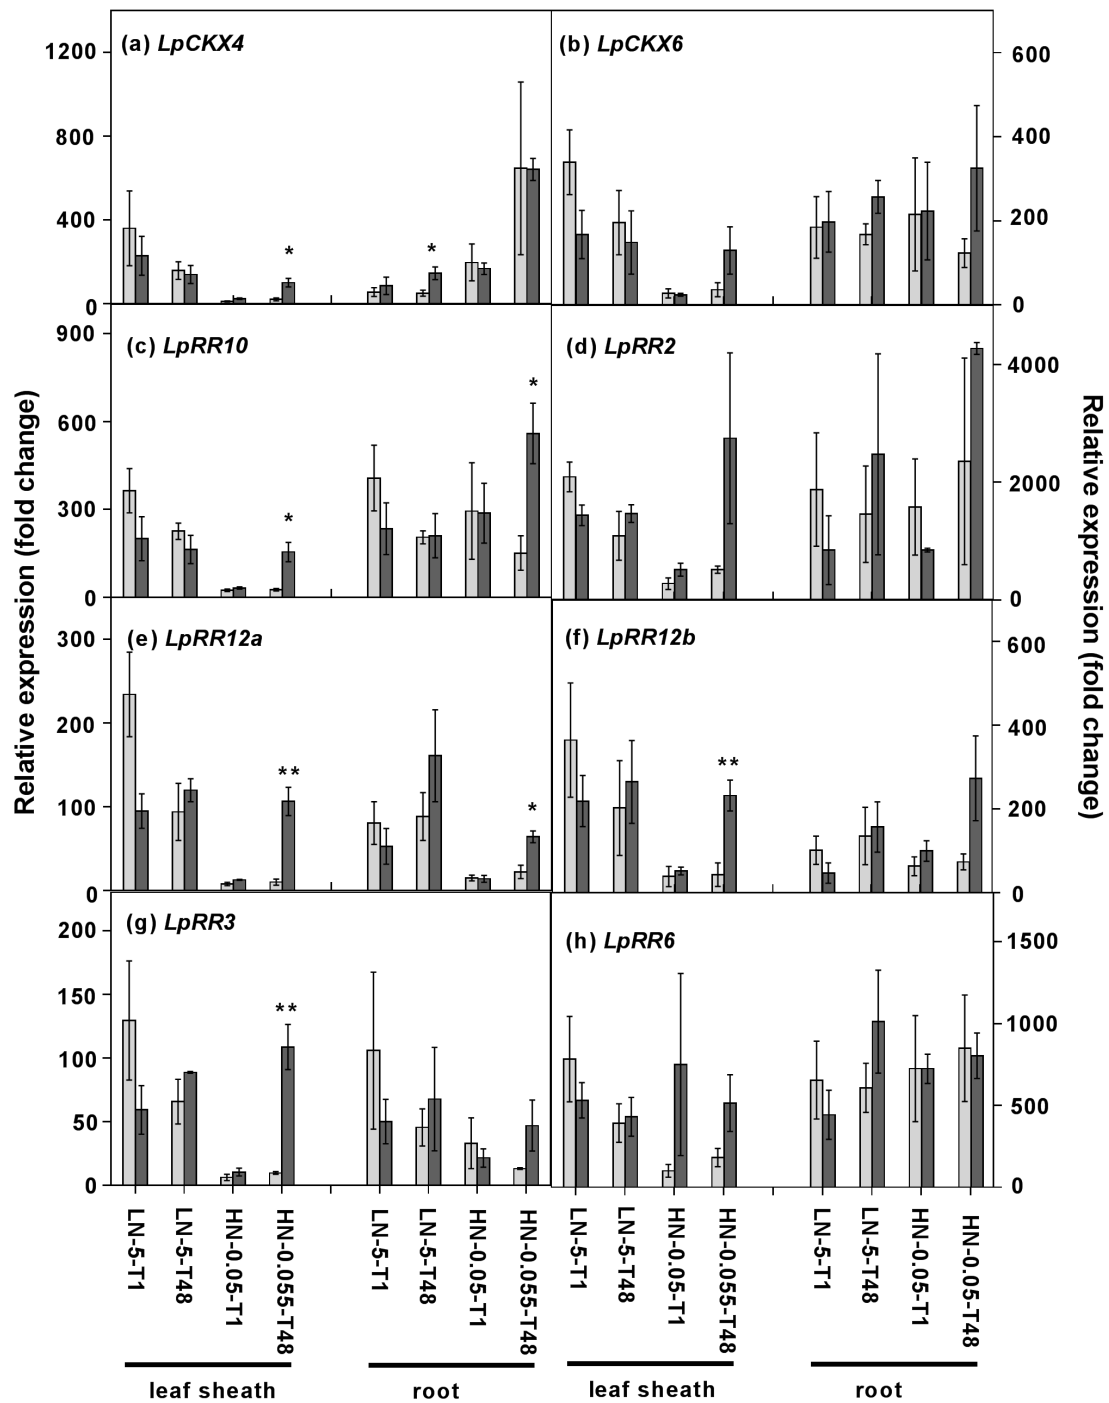 (a) LpCKX4
(b) LpCKX6
1200
800
400
0
600
400
200
0
*
*
(c) LpRR10
(d) LpRR2
900
600
300
0
4000
2000
0
*
*
(e) LpRR12a
(f) LpRR12b
300
200
100
0
600
400
200
0
**
*
**
(g) LpRR3
(h) LpRR6
200
150
100
50
0
1500
1000
500
0
**
Relative expression (fold change)
Relative expression (fold change)
LN-5-T1
LN-5-T48
HN-0.05-T1
HN-0.055-T48
LN-5-T1
LN-5-T48
HN-0.05-T1
HN-0.055-T48
LN-5-T1
LN-5-T48
HN-0.05-T1
HN-0.055-T48
LN-5-T1
LN-5-T48
HN-0.05-T1
HN-0.05-T48
leaf sheath
root
leaf sheath
root